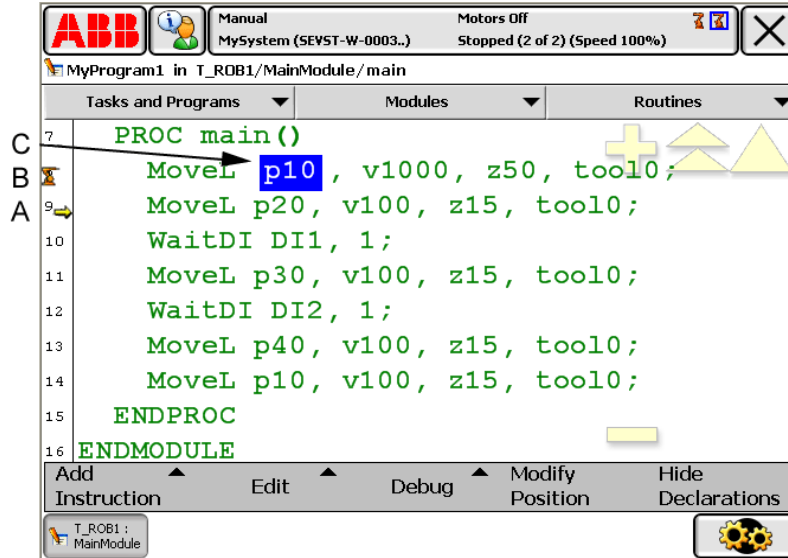 ABB
Manual
MySystem (SEVST-W-0003..)
Motors Off
Stopped (2 of 2) (Speed 100%)
MyProgram1 in T_ROB1/MainModule/main
Tasks and Programs
Modules
Routines
C
B
A
7 PROC main()
MoveL p10 , v1000, z50, tool0;
9 MoveL p20, v100, z15, tool0;
10 WaitDI DI1, 1;
11 MoveL p30, v100, z15, tool0;
12 WaitDI DI2, 1;
13 MoveL p40, v100, z15, tool0;
14 MoveL p10, v100, z15, tool0;
15 ENDPROC
16 ENDMODULE
Add
Instruction
Edit
Debug
Modify
Position
Hide
Declarations
T_ROB1 :
MainModule